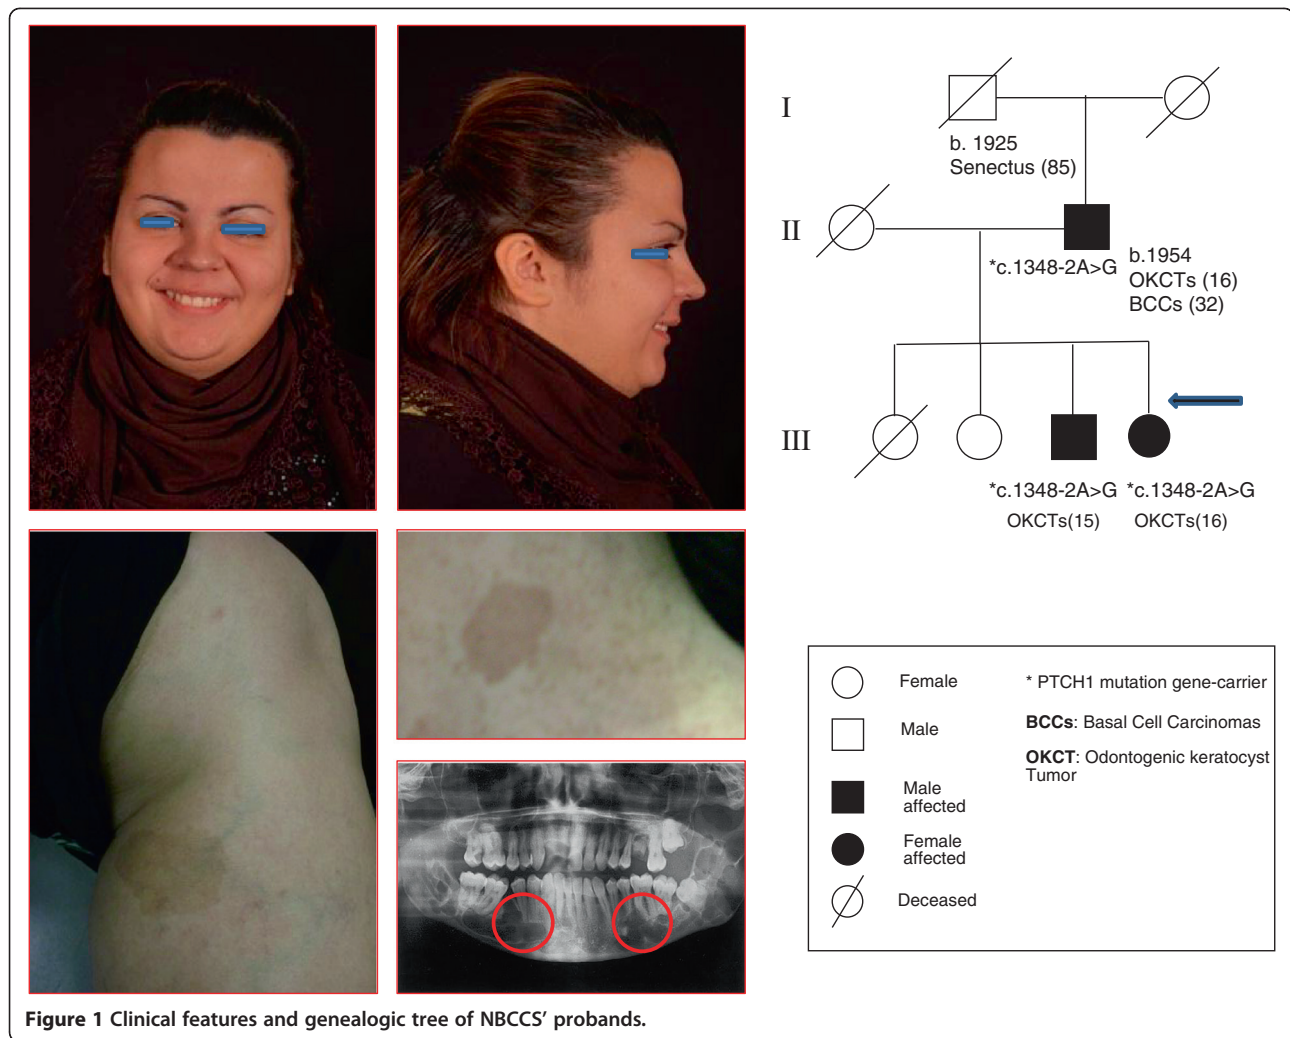 I
b. 1925
Senectus (85)
II
*c.1348-2A>G
b.1954
OKCTs (16)
BCCs (32)
III
*c.1348-2A>G
OKCTs(15)
*c.1348-2A>G
OKCTs(16)
Female
Male
Male
affected
Female
affected
Deceased
* PTCH1 mutation gene-carrier
BCCs: Basal Cell Carcinomas
OKCT: Odontogenic keratocyst
Tumor
Figure 1 Clinical features and genealogic tree of NBCCS' probands.